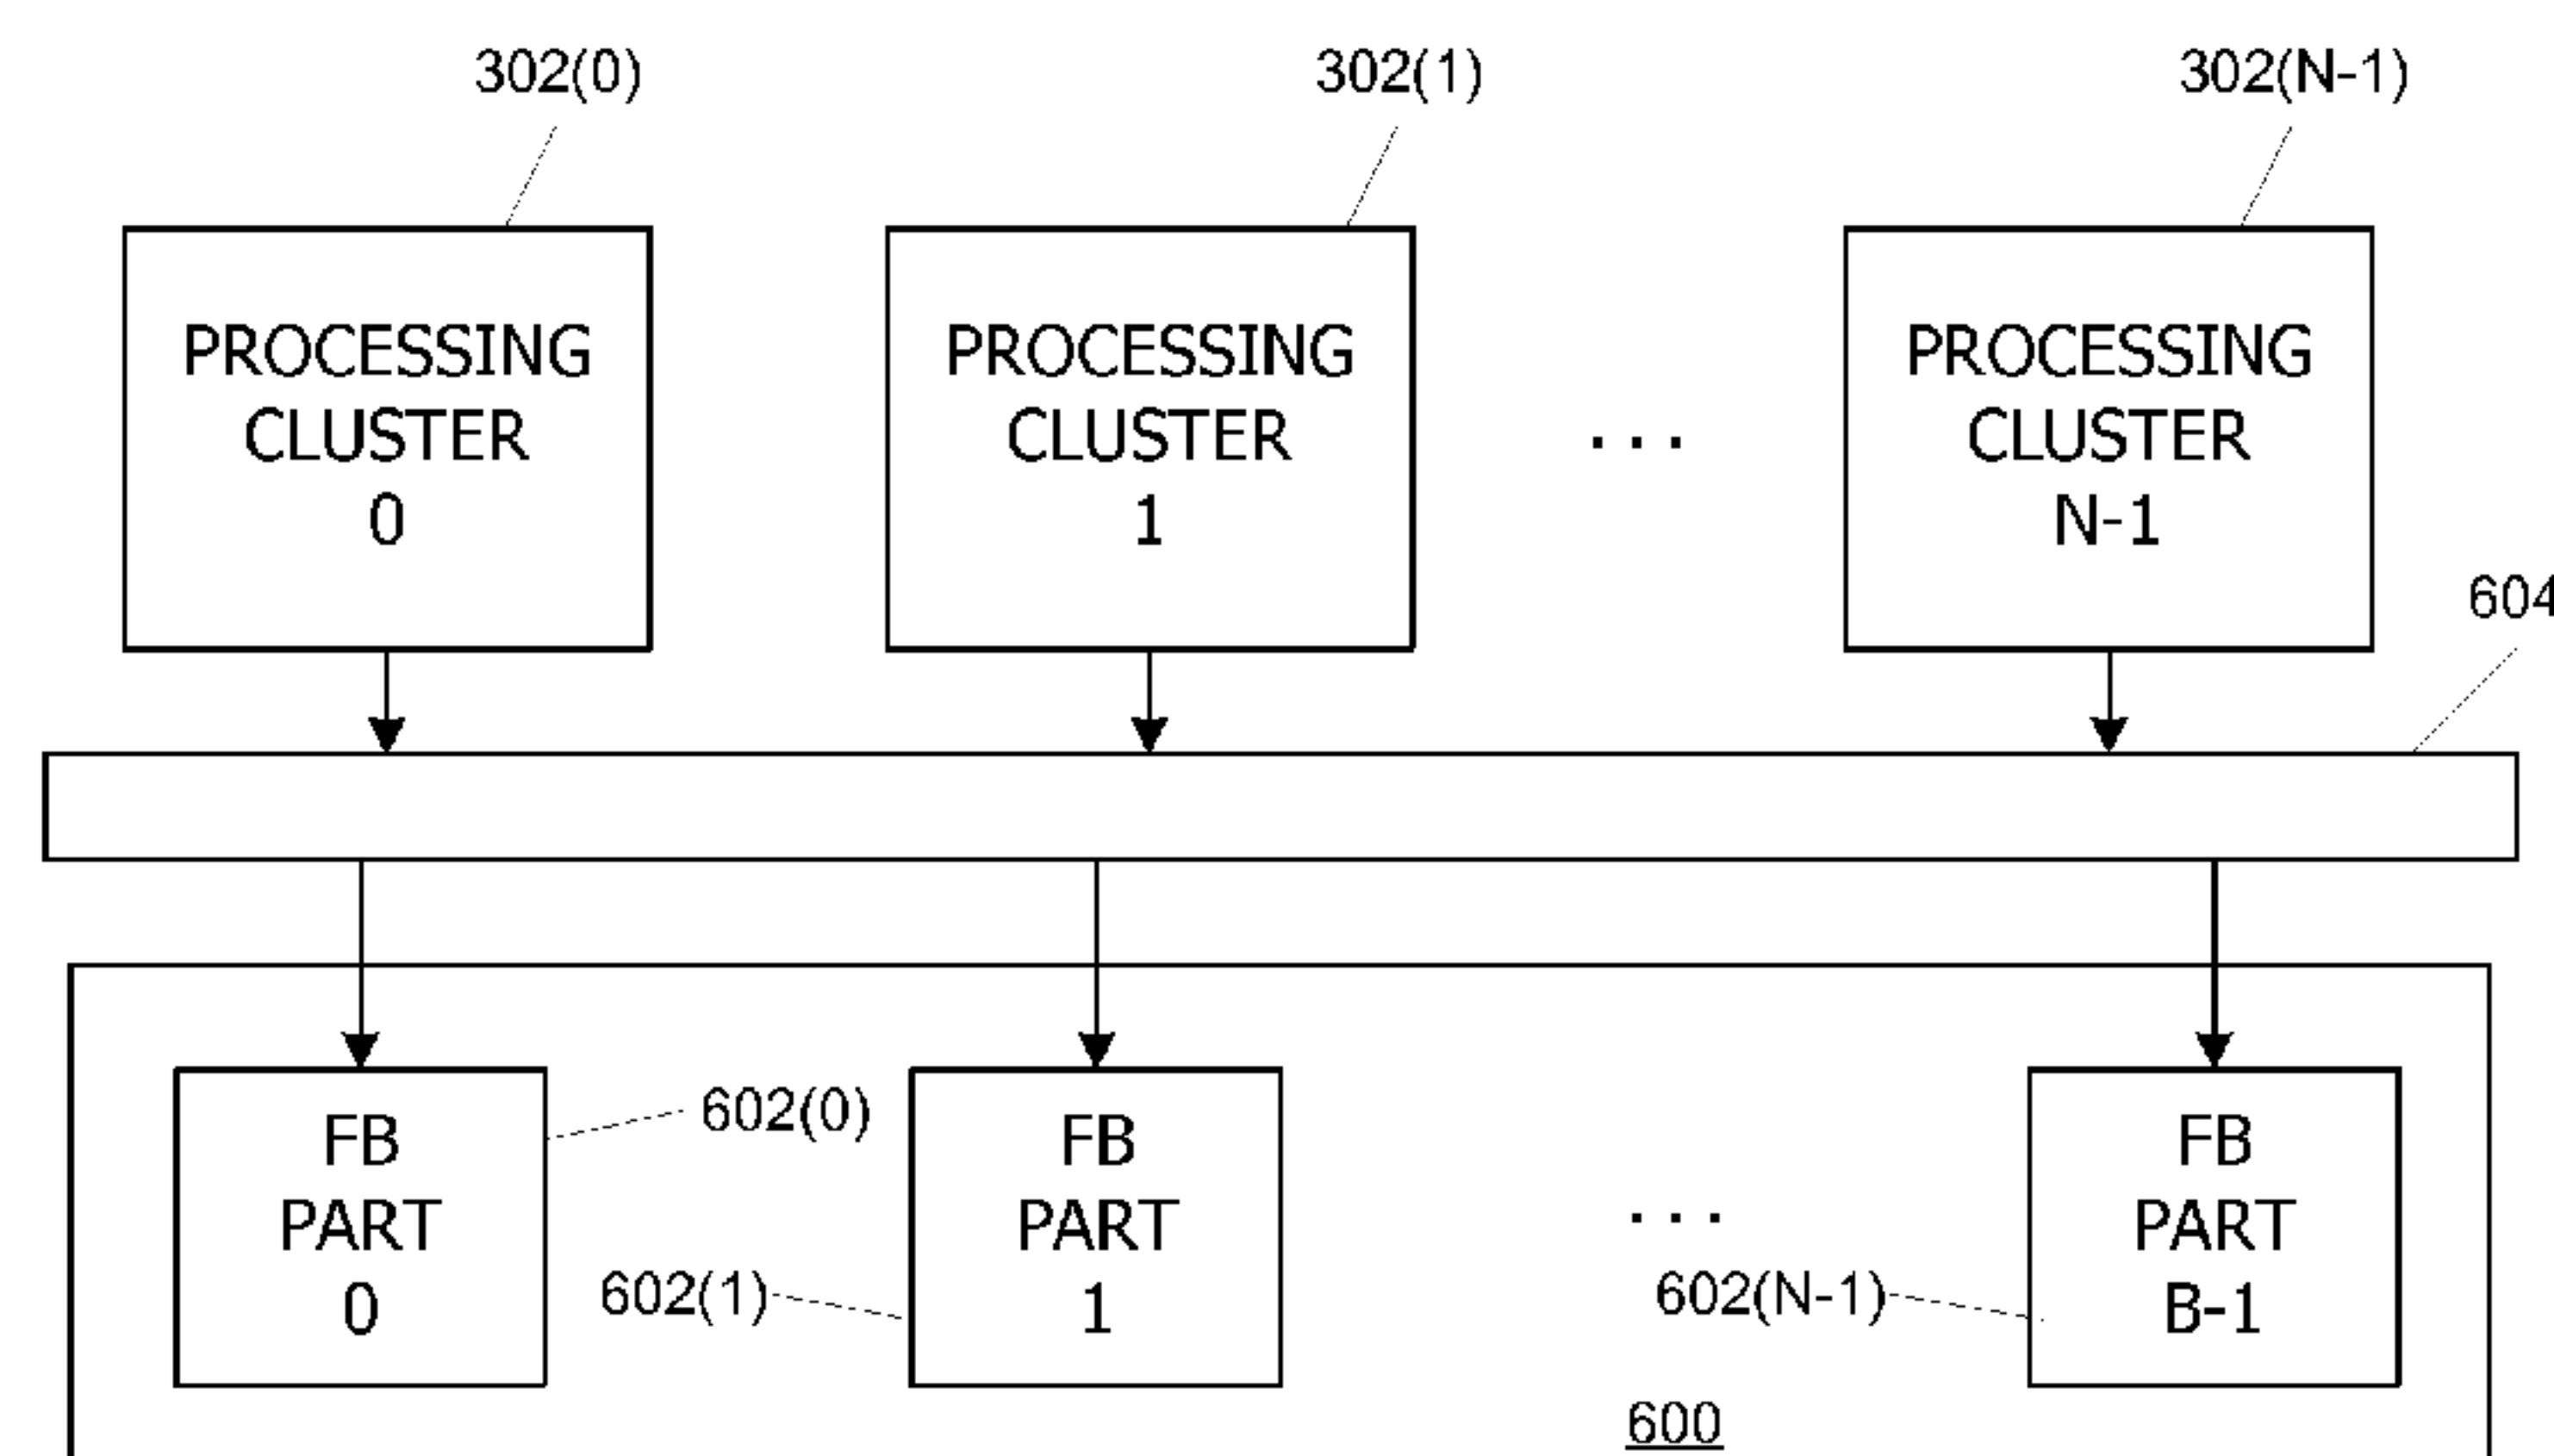 302(0)
302(1)
302(N-1)
PROCESSING
CLUSTER
0
PROCESSING
CLUSTER
1
...
PROCESSING
CLUSTER
N-1
604
FB
PART
0
602(0)
602(1)
FB
PART
1
...
602(N-1)
FB
PART
B-1
600